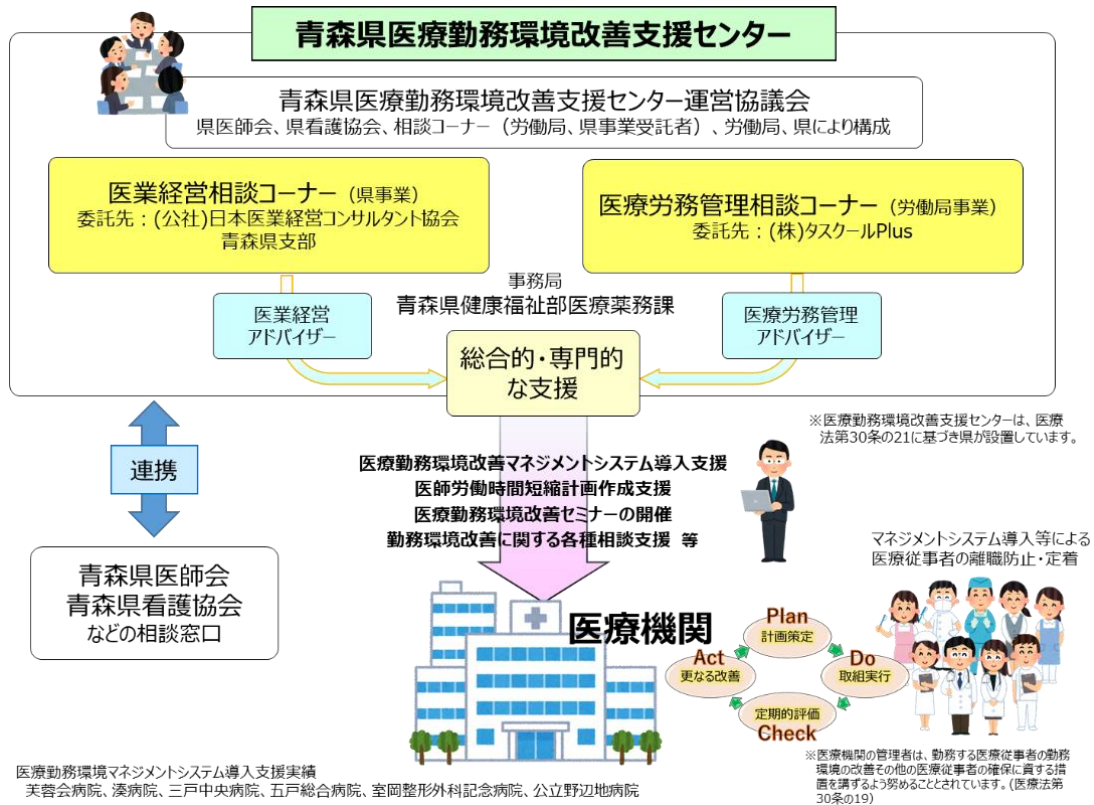 青森県医療勤務環境改善支援センター
青森県医療勤務環境改善支援センター運営協議会
県医師会、県看護協会、相談コーナー（労働局、県事業受託者）、労働局、県により構成
医業経営相談コーナー（県事業）
委託先：(公社)日本医業経営コンサルタント協会
青森県支部
医療労務管理相談コーナー（労働局事業）
委託先：(株)タスクールPlus
事務局
青森県健康福祉部医療薬務課
医業経営
アドバイザー
医療労務管理
アドバイザー
総合的・専門的
な支援
※医療勤務環境改善支援センターは、医療
法第30条の21に基づき県が設置しています。
連携
医療勤務環境改善マネジメントシステム導入支援
医師労働時間短縮計画作成支援
医療勤務環境改善セミナーの開催
勤務環境改善に関する各種相談支援 等
青森県医師会
青森県看護協会
などの相談窓口
マネジメントシステム導入等による
医療従事者の離職防止・定着
医療機関
Plan
計画策定
Act
更なる改善
Do
取組実行
定期的評価
Check
※医療機関の管理者は、勤務する医療従事者の勤務
環境の改善その他の医療従事者の確保に資する措
置を講ずるよう努めることとされています。(医療法第
30条の19)
医療勤務環境マネジメントシステム導入支援実績
芙蓉会病院、湊病院、三戸中央病院、五戸総合病院、室岡整形外科記念病院、公立野辺地病院